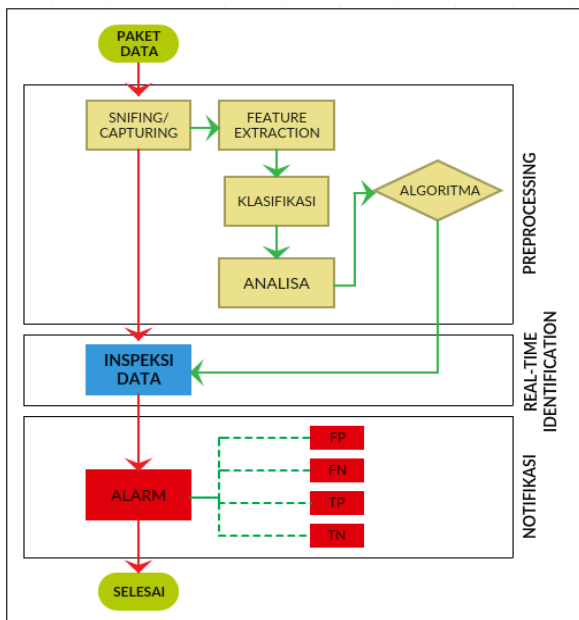 PAKET
DATA
SNIFING/
CAPTURING
FEATURE
EXTRACTION
KLASIFIKASI
ALGORITMA
ANALISA
PREPROCESSING
INSPEKSI
DATA
REAL-TIME
IDENTIFICATION
ALARM
FP
FN
TP
TN
NOTIFIKASI
SELESAI